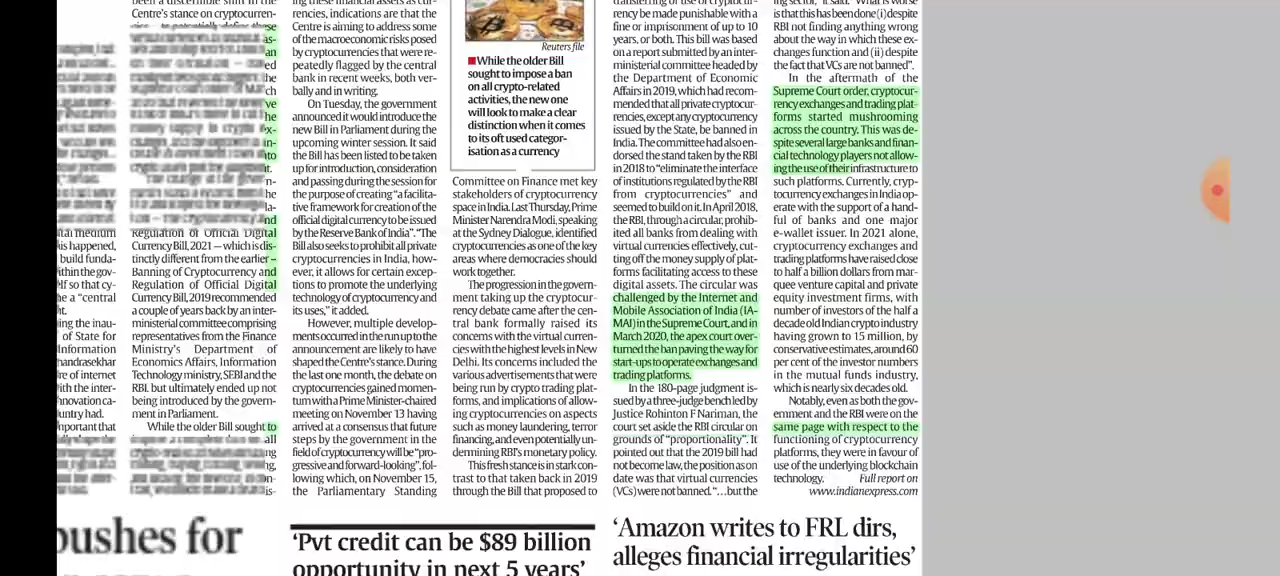 been a discernible shift in the
Centre's stance on cryptocurren-
ital medium
is happened,
build funda-
ithin the gov-
lf so that cy-
e a "central
ht.
ing the inau-
of State for
Information
handrasekhar
re of internet
ith the inter-
nnovation ca-
untry had.
portant that
Regulation of Official Digital
Currency Bill, 2021 — which is dis-
tinctly different from the earlier –
Banning of Cryptocurrency and
Regulation of Official Digital
Currency Bill, 2019 recommended
a couple of years back by an inter-
ministerial committee comprising
representatives from the Finance
Ministry's Department of
Economics Affairs, Information
Technology ministry, SEBI and the
RBI. but ultimately ended up not
being introduced by the govern-
ment in Parliament.
While the older Bill sought to
ing these financial assets as cur-
rencies, indications are that the
Centre is aiming to address some
of the macroeconomic risks posed
by cryptocurrencies that were re-
peatedly flagged by the central
bank in recent weeks, both ver-
bally and in writing.
On Tuesday, the government
announced it would introduce the
new Bill in Parliament during the
upcoming winter session. It said
the Bill has been listed to be taken
up for introduction, consideration
and passing during the session for
the purpose of creating "a facilita-
tive framework for creation of the
official digital currency to be issued
by the Reserve Bank of India". "The
Bill also seeks to prohibit all private
cryptocurrencies in India, how-
ever, it allows for certain excep-
tions to promote the underlying
technology of cryptocurrency and
its uses," it added.
However, multiple develop-
ments occurred in the run up to the
announcement are likely to have
shaped the Centre's stance. During
the last one month, the debate on
cryptocurrencies gained momen-
tum with a Prime Minister-chaired
meeting on November 13 having
arrived at a consensus that future
steps by the government in the
field of cryptocurrency will be "pro-
gressive and forward-looking", fol-
lowing which, on November 15,
the Parliamentary Standing
Reuters file
While the older Bill
sought to impose a ban
on all crypto-related
activities, the new one
will look to make a clear
distinction when it comes
to its oft used categor-
isation as a currency
Committee on Finance met key
stakeholders of cryptocurrency
space in India. Last Thursday, Prime
Minister Narendra Modi, speaking
at the Sydney Dialogue, identified
cryptocurrencies as one of the key
areas where democracies should
work together.
The progression in the govern-
ment taking up the cryptocur-
rency debate came after the cen-
tral bank formally raised its
concerns with the virtual curren-
cies with the highest levels in New
Delhi. Its concerns included the
various advertisements that were
being run by crypto trading plat-
forms, and implications of allow-
ing cryptocurrencies on aspects
such as money laundering, terror
financing, and even potentially un-
dermining RBI's monetary policy.
This fresh stance is in stark con-
trast to that taken back in 2019
through the Bill that proposed to
transferring or use of cryptocur-
rency be made punishable with a
fine or imprisonment of up to 10
years, or both. This bill was based
on a report submitted by an inter-
ministerial committee headed by
the Department of Economic
Affairs in 2019, which had recom-
mended that all private cryptocur-
rencies, except any cryptocurrency
issued by the State, be banned in
India. The committee had also en-
dorsed the stand taken by the RBI
in 2018 to "eliminate the interface
of institutions regulated by the RBI
from cryptocurrencies" and
seemed to build on it. In April 2018,
the RBI, through a circular, prohib-
ited all banks from dealing with
virtual currencies effectively, cut-
ting off the money supply of plat-
forms facilitating access to these
digital assets. The circular was
challenged by the Internet and
Mobile Association of India (IA-
MAI) in the Supreme Court, and in
March 2020, the apex court over-
turned the ban paving the way for
start-ups to operate exchanges and
trading platforms.
In the 180-page judgment is-
sued by a three-judge bench led by
Justice Rohinton F Nariman, the
court set aside the RBI circular on
grounds of "proportionality". It
pointed out that the 2019 bill had
not become law, the position as on
date was that virtual currencies
(VCs) were not banned. "…but the
ing sector, it said. "What is worse
is that this has been done (i) despite
RBI not finding anything wrong
about the way in which these ex-
changes function and (ii) despite
the fact that VCs are not banned".
In the aftermath of the
Supreme Court order, cryptocur-
rency exchanges and trading plat-
forms started mushrooming
across the country. This was de-
spite several large banks and finan-
cial technology players not allow-
ing the use of their infrastructure to
such platforms. Currently, cryp-
tocurrency exchanges in India op-
erate with the support of a hand-
ful of banks and one major
e-wallet issuer. In 2021 alone,
cryptocurrency exchanges and
trading platforms have raised close
to half a billion dollars from mar-
quee venture capital and private
equity investment firms, with
number of investors of the half a
decade old Indian crypto industry
having grown to 15 million, by
conservative estimates, around 60
per cent of the investor numbers
in the mutual funds industry,
which is nearly six decades old.
Notably, even as both the gov-
ernment and the RBI were on the
same page with respect to the
functioning of cryptocurrency
platforms, they were in favour of
use of the underlying blockchain
technology. Full report on
www.indianexpress.com
pushes for
'Pvt credit can be $89 billion
opportunity in next 5 years'
'Amazon writes to FRL dirs,
alleges financial irregularities'